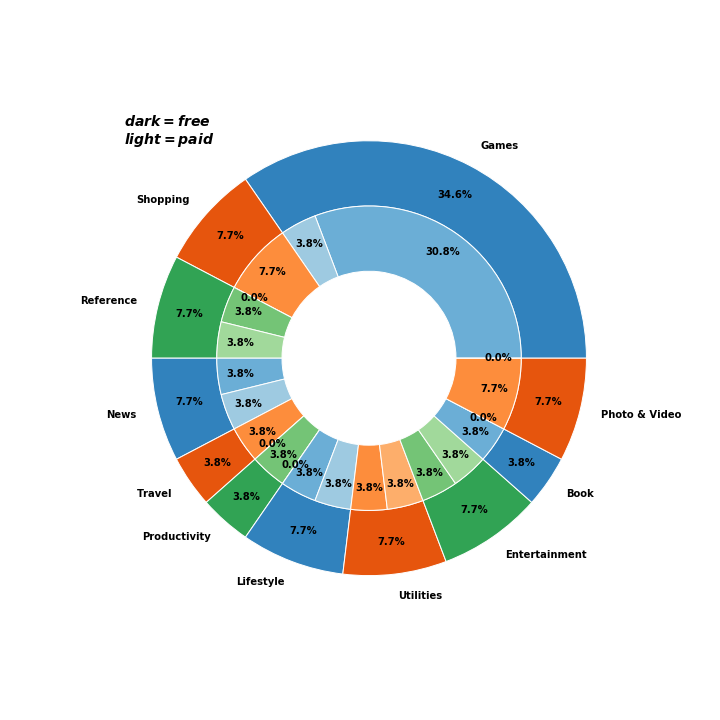 dark = free
light = paid
Games
34.6%
Shopping
7.7%
3.8%
30.8%
7.7%
0.0%
3.8%
Reference
7.7%
3.8%
0.0%
3.8%
7.7%
News
7.7%
3.8%
7.7%
Photo & Video
0.0%
3.8%
3.8%
0.0%
3.8%
3.8%
Travel
3.8%
0.0%
3.8%
3.8%
3.8%
3.8%
3.8%
3.8%
Book
Productivity
3.8%
7.7%
7.7%
7.7%
Entertainment
Lifestyle
Utilities